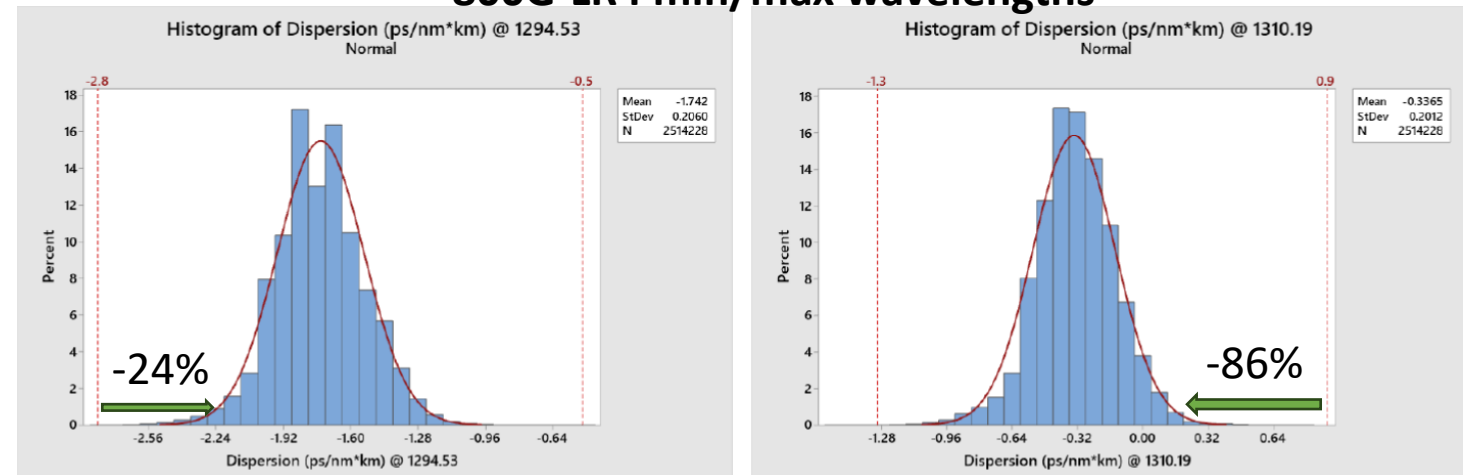 800G-LR4 min/max wavelengths
Histogram of Dispersion (ps/nm*km) @ 1294.53
Normal
-2.8
-0.5
Mean -1.742
StDev 0.2060
N 2514228
18
16
14
12
10
8
6
4
2
0
Percent
-24%
-2.56 -2.24 -1.92 -1.60 -1.28 -0.96 -0.64
Dispersion (ps/nm*km) @ 1294.53
Histogram of Dispersion (ps/nm*km) @ 1310.19
Normal
-1.3
0.9
Mean -0.3365
StDev 0.2012
N 2514228
18
16
14
12
10
8
6
4
2
0
Percent
-86%
-1.28 -0.96 -0.64 -0.32 0.00 0.32 0.64
Dispersion (ps/nm*km) @ 1310.19